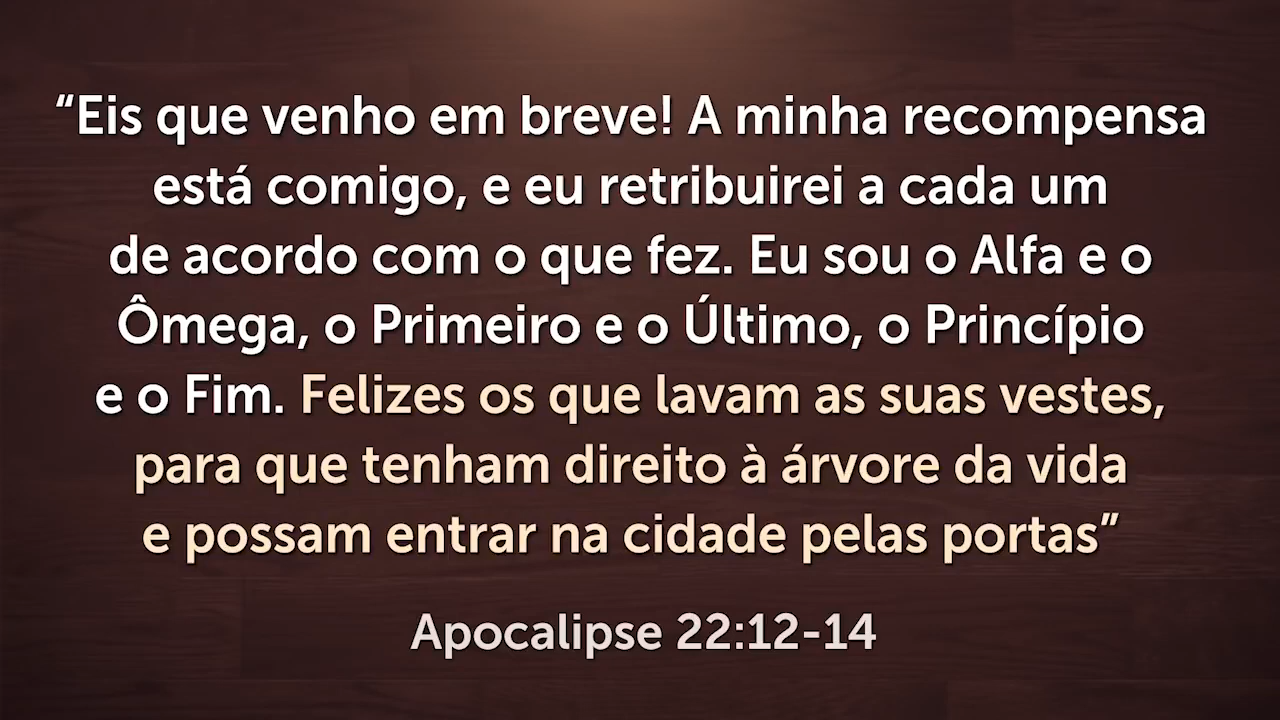 “Eis que venho em breve! A minha recompensa
está comigo, e eu retribuirei a cada um
de acordo com o que fez. Eu sou o Alfa e o
Ômega, o Primeiro e o Último, o Princípio
e o Fim. Felizes os que lavam as suas vestes,
para que tenham direito à árvore da vida
e possam entrar na cidade pelas portas”
Apocalipse 22:12-14